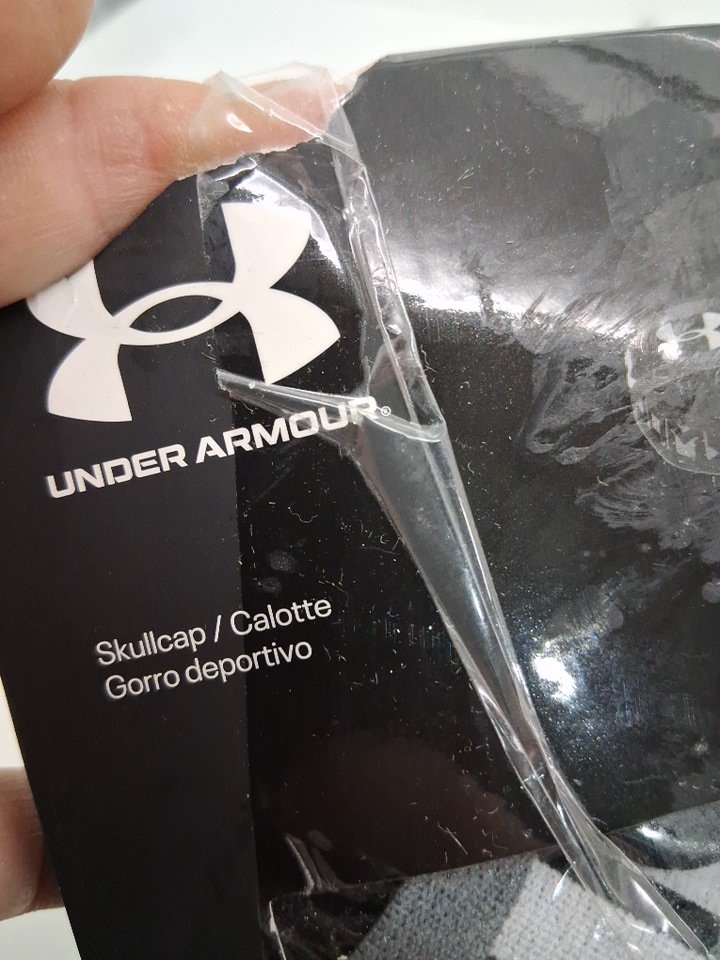 UNDER ARMOUR®
Skullcap / Calotte
Gorro deportivo